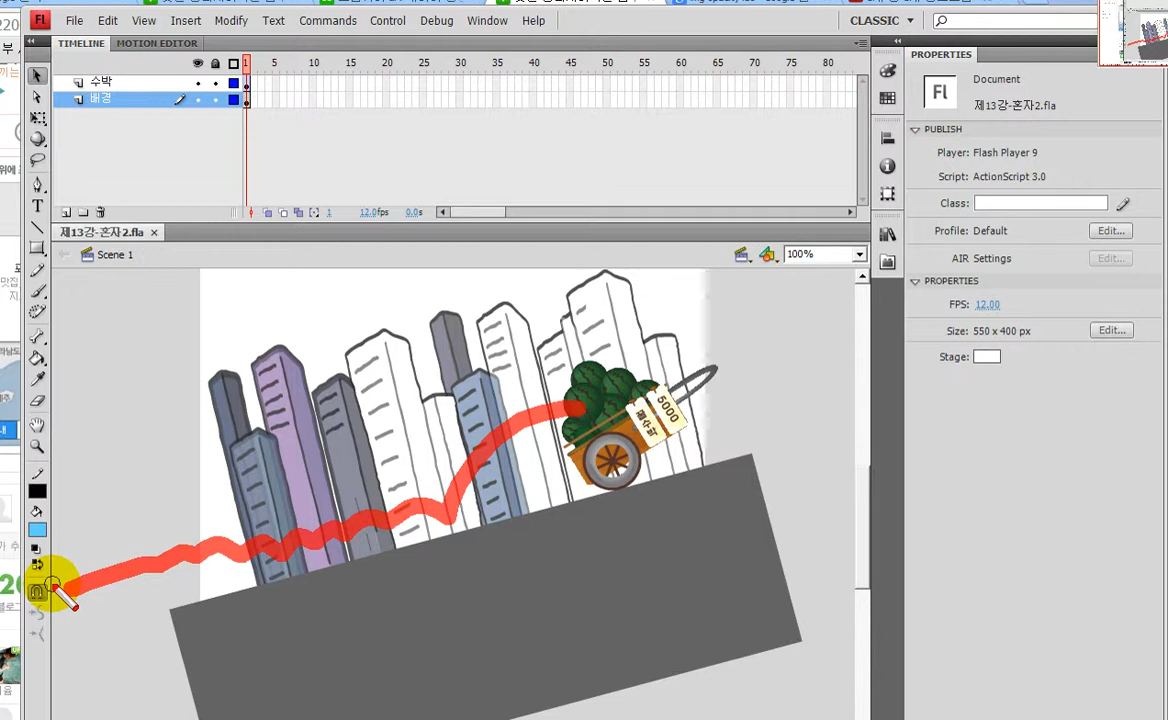 Fl File Edit View Insert Modify Text Commands Control Debug Window Help CLASSIC
TIMELINE MOTION EDITOR
PROPERTIES
1 5 10 15 20 25 30 35 40 45 50 55 60 65 70 75 80
수박
배경
Fl
Document
제13강-혼자2.fla
PUBLISH
Player: Flash Player 9
Script: ActionScript 3.0
Class:
1 12.0fps 0.0s
제13강-혼자2.fla
Profile: Default Edit...
Scene 1
100%
AIR Settings Edit...
PROPERTIES
FPS: 12.00
Size: 550 x 400 px Edit...
Stage:
5000